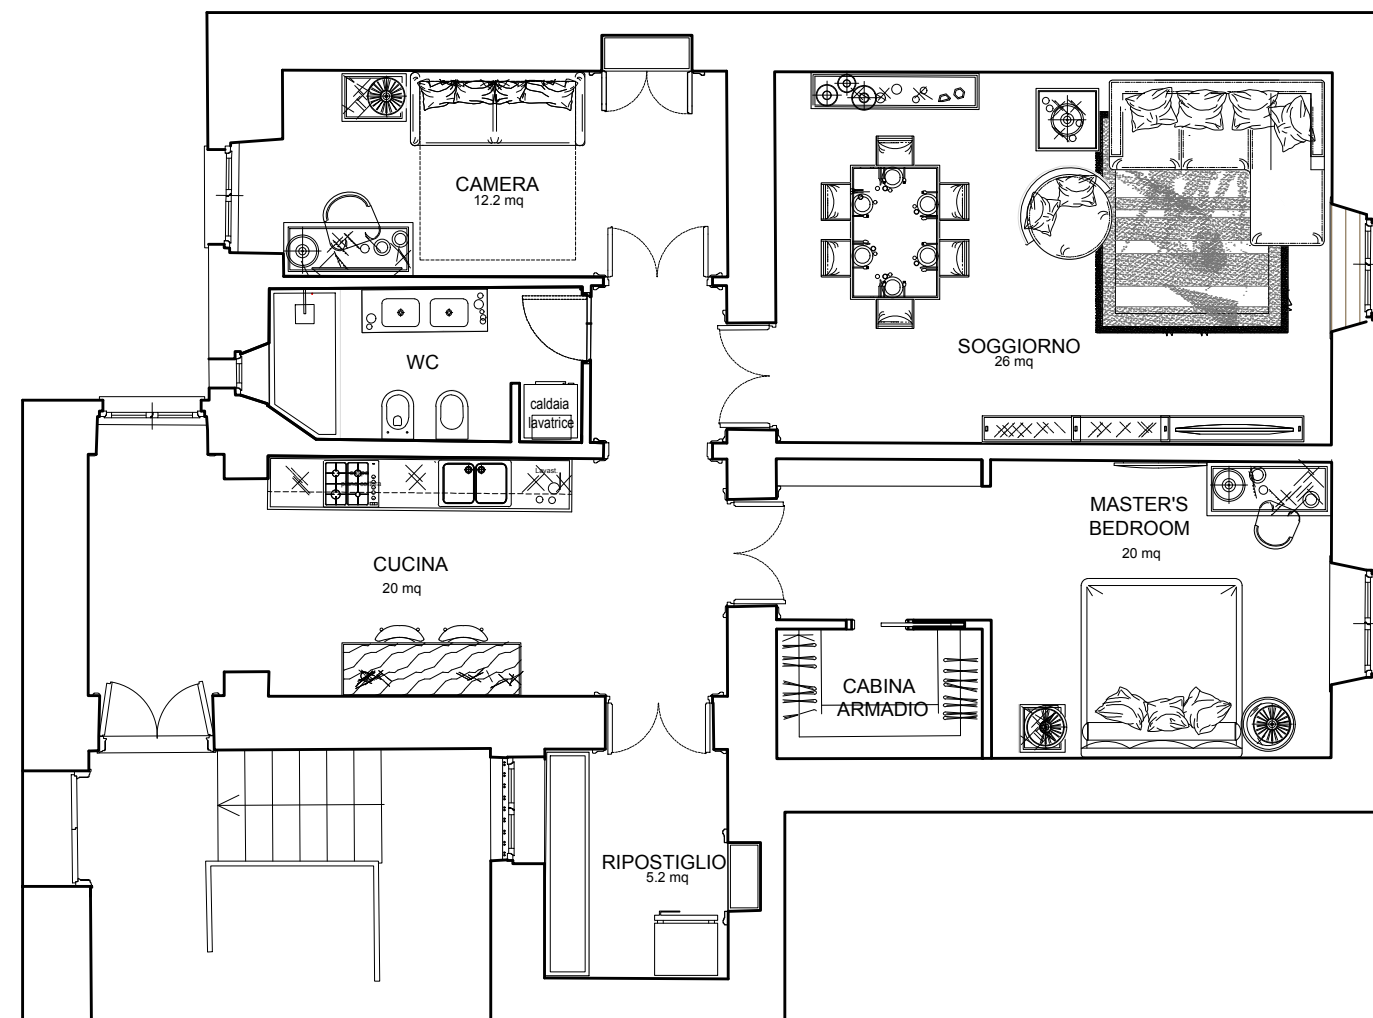 CAMERA
12.2 mq
WC
caldaia
lavatrice
SOGGIORNO
26 mq
Lavast.
CUCINA
20 mq
MASTER'S
BEDROOM
20 mq
CABINA
ARMADIO
RIPOSTIGLIO
5.2 mq